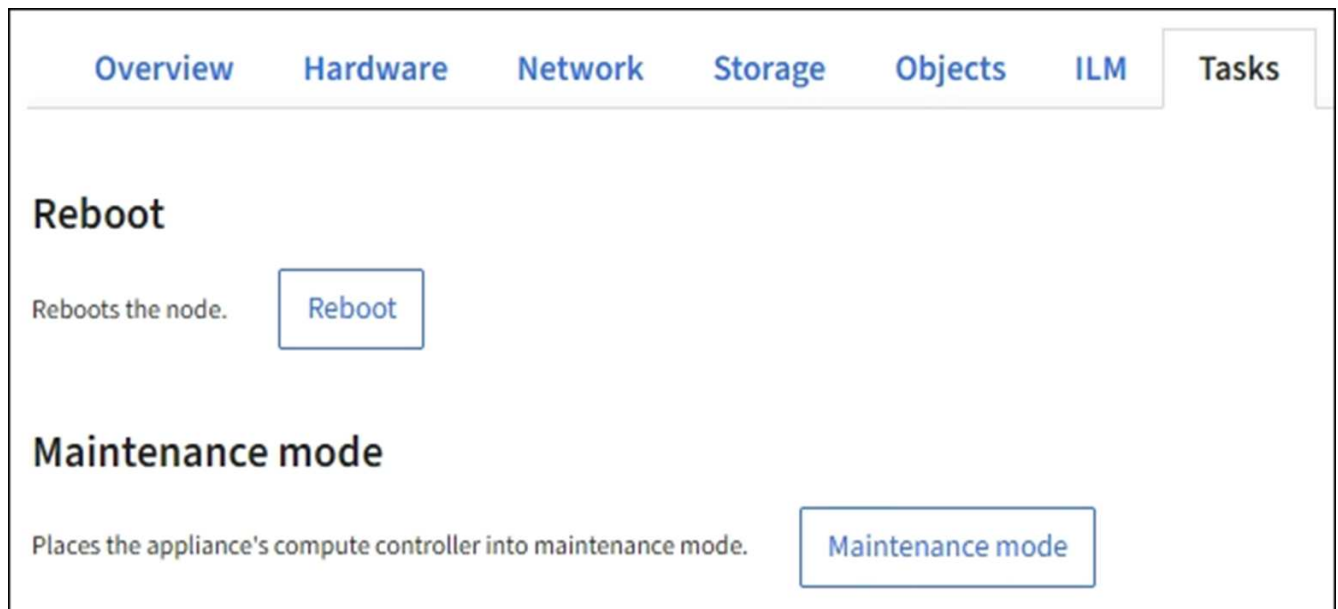 Overview Hardware Network Storage Objects ILM Tasks
Reboot
Reboots the node. Reboot
Maintenance mode
Places the appliance's compute controller into maintenance mode. Maintenance mode